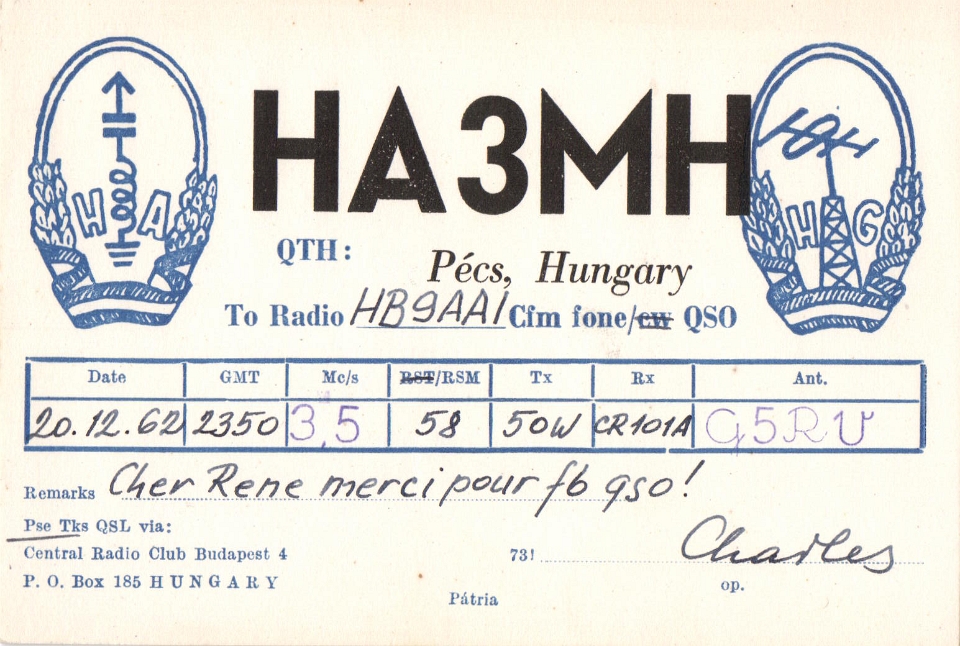 HA3MH
H A
H G
QTH:
Pécs, Hungary
To Radio HB9AAI Cfm fone/cw QSO
Date GMT Mc/s RST/RSM Tx Rx Ant.
20.12.62 2350 3,5 58 50W CR101A G5RV
Remarks Cher Rene merci pour fb qso!
Pse Tks QSL via:
Central Radio Club Budapest 4
73! Charles
P. O. Box 185 HUNGARY
op.
Pátria